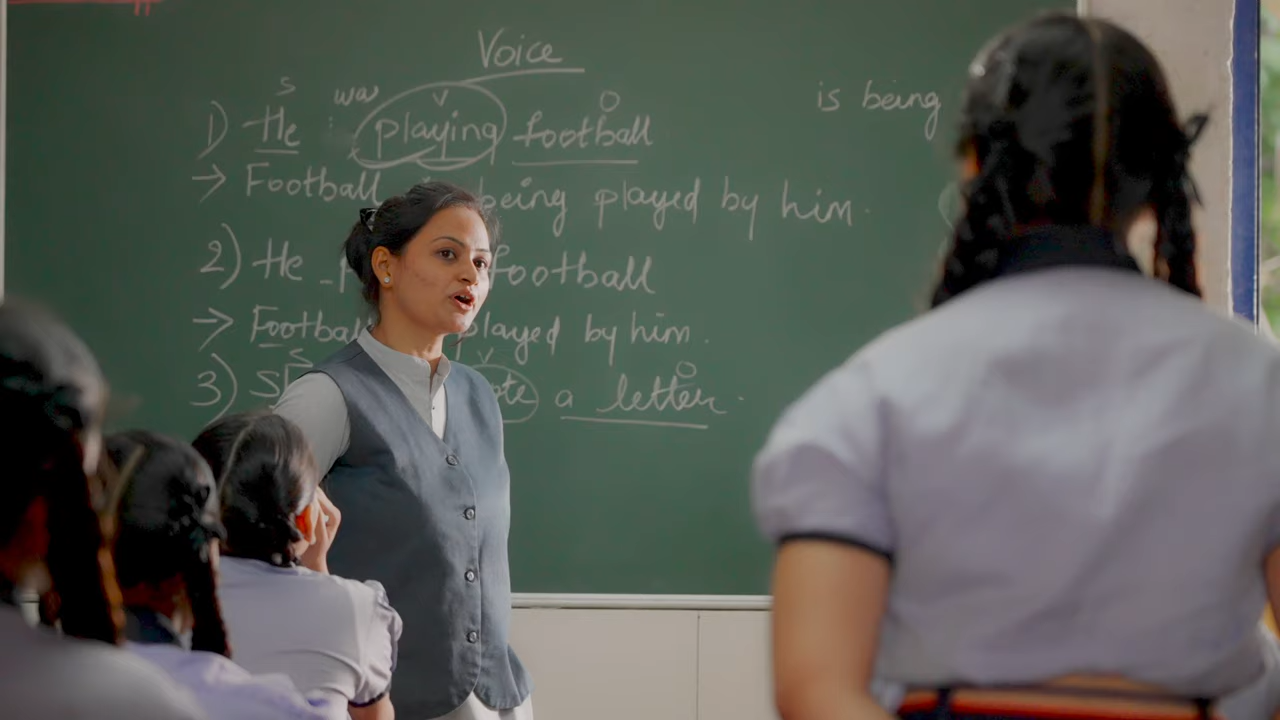 Voice
s
was v o
1) He playing football
is being
→ Football being played by him.
2) He football
→ Football played by him.
s v o
3) a letter.